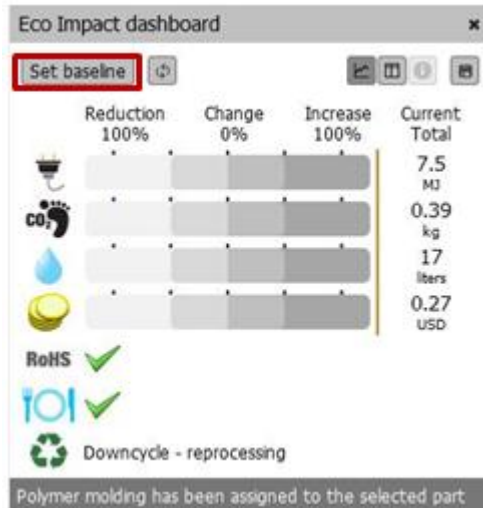 Eco Impact dashboard
Set baseline
Reduction Change Increase Current
100% 0% 100% Total
7.5
MJ
CO₂ 0.39
kg
17
liters
0.27
USD
RoHS
Downcycle - reprocessing
Polymer molding has been assigned to the selected part